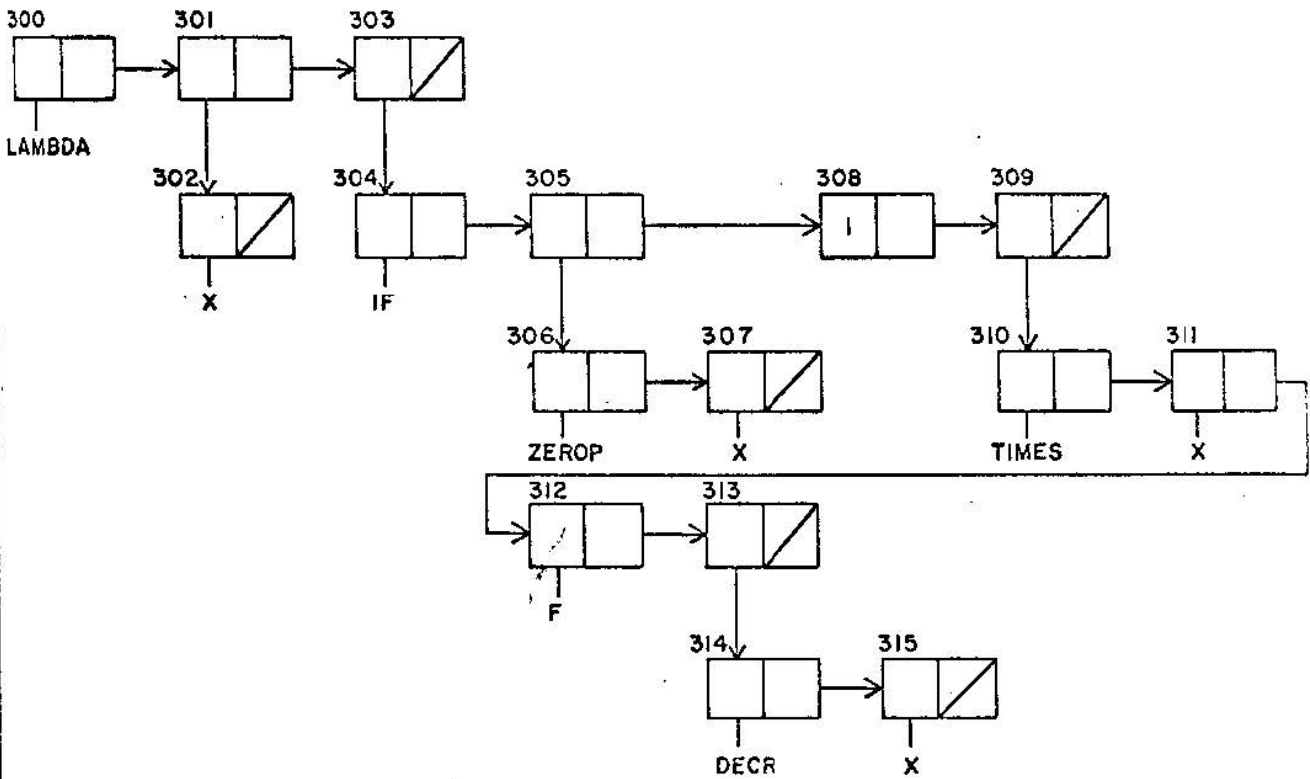 300 301 303
LAMBDA
302 304 305 308 309
1
X IF
306 307 310 311
ZEROP X TIMES X
312 313
F
314 315
DECR X